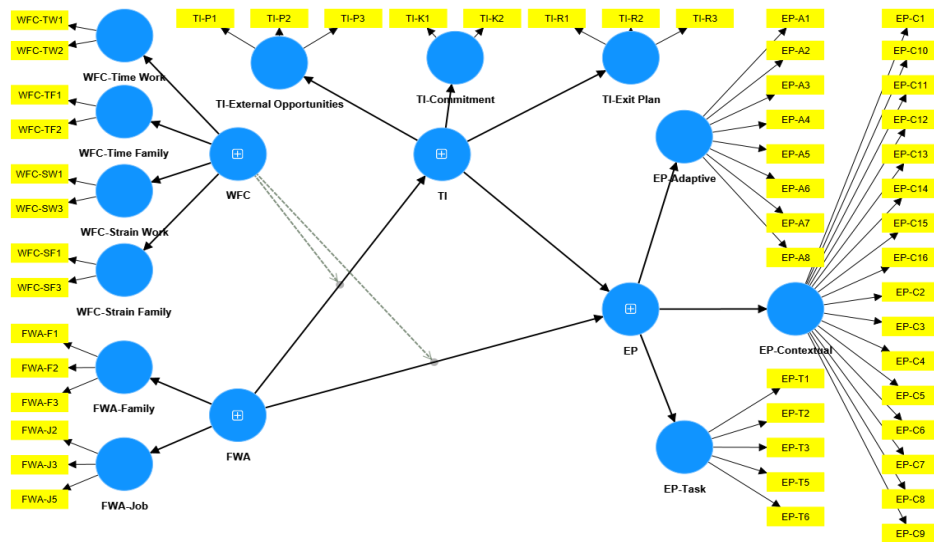 WFC-TW1
WFC-TW2
WFC-Time Work
WFC-TF1
WFC-TF2
WFC-Time Family
WFC-SW1
WFC-SW3
WFC-Strain Work
WFC-SF1
WFC-SF3
WFC-Strain Family
FWA-F1
FWA-F2
FWA-F3
FWA-Family
FWA-J2
FWA-J3
FWA-J5
FWA-Job
WFC
FWA
TI-P1
TI-P2
TI-P3
TI-External Opportunities
TI-K1
TI-K2
TI-Commitment
TI-R1
TI-R2
TI-R3
TI-Exit Plan
TI
EP
EP-Adaptive
EP-A1
EP-A2
EP-A3
EP-A4
EP-A5
EP-A6
EP-A7
EP-A8
EP-Contextual
EP-Task
EP-T1
EP-T2
EP-T3
EP-T5
EP-T6
EP-C1
EP-C10
EP-C11
EP-C12
EP-C13
EP-C14
EP-C15
EP-C16
EP-C2
EP-C3
EP-C4
EP-C5
EP-C6
EP-C7
EP-C8
EP-C9